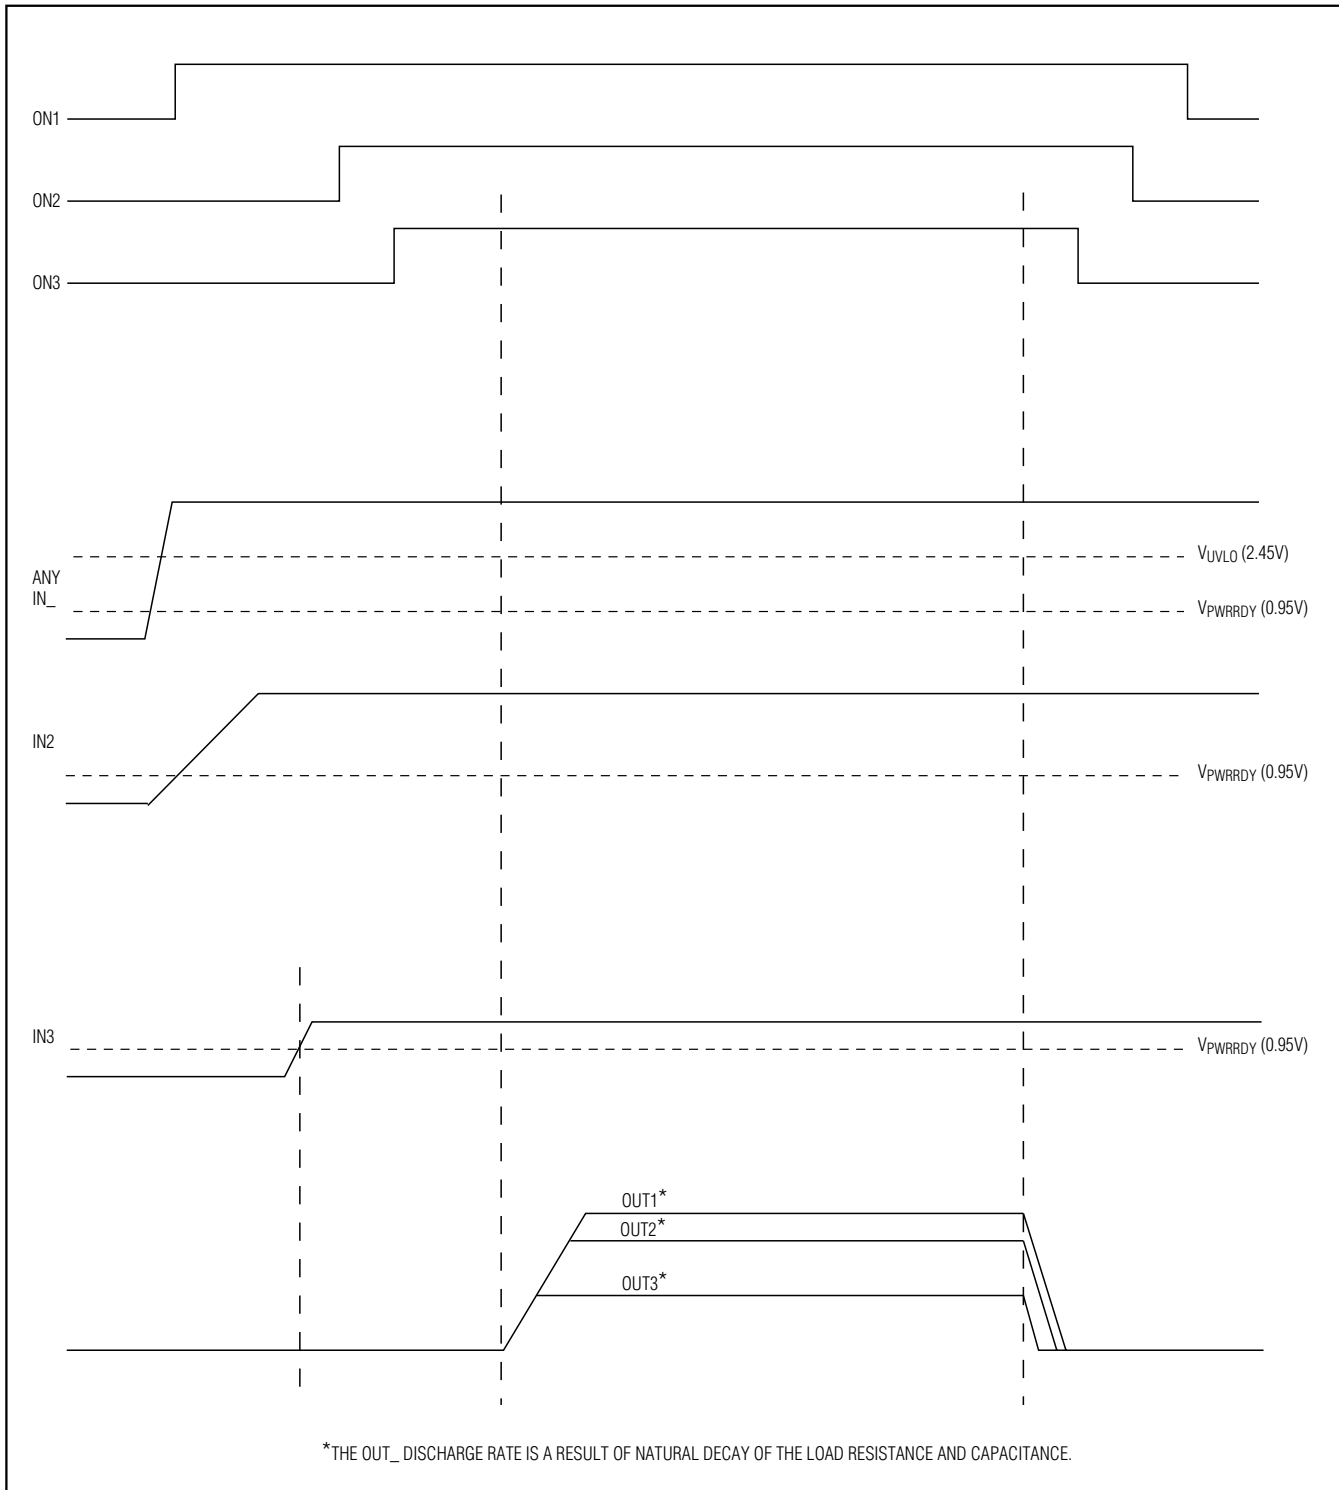 ON1
ON2
ON3
VUVLO (2.45V)
ANY
IN_
VPWRRDY (0.95V)
IN2
VPWRRDY (0.95V)
IN3
VPWRRDY (0.95V)
OUT1*
OUT2*
OUT3*
*THE OUT_ DISCHARGE RATE IS A RESULT OF NATURAL DECAY OF THE LOAD RESISTANCE AND CAPACITANCE.